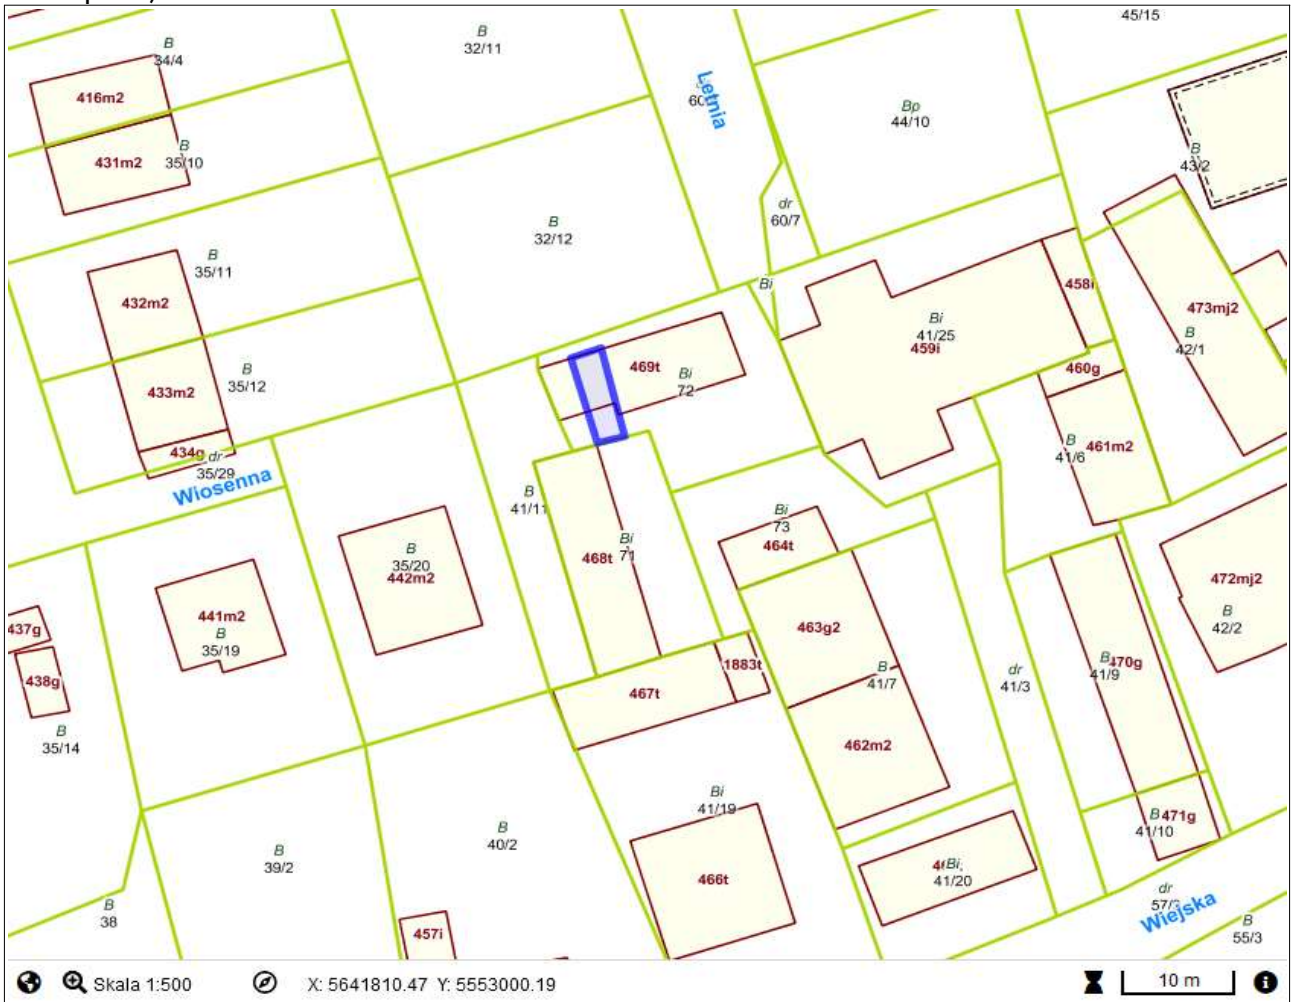 45/15
B
34/4
B
32/11
416m2
Letnia
60
Bp
44/10
431m2
B
35/10
B
43/2
dr
60/7
B
32/12
B
35/11
432m2
Bi
458i
473mj2
Bi
41/25
459i
B
42/1
469t
Bi
72
460g
433m2
B
35/12
B
41/6
461m2
434g
dr
35/29
Wiosenna
B
41/11
Bi
73
464t
Bi
71
468t
B
35/20
442m2
472mj2
B
42/2
437g
441m2
B
35/19
463g2
438g
1883t
467t
B
41/7
dr
41/3
B
41/9
470g
B
35/14
462m2
Bi
41/19
B
40/2
B
39/2
B
41/10
471g
466t
Bi
41/20
dr
57/
Wiejska
B
38
457i
B
55/3
Skala 1:500
X: 5641810.47 Y: 5553000.19
10 m